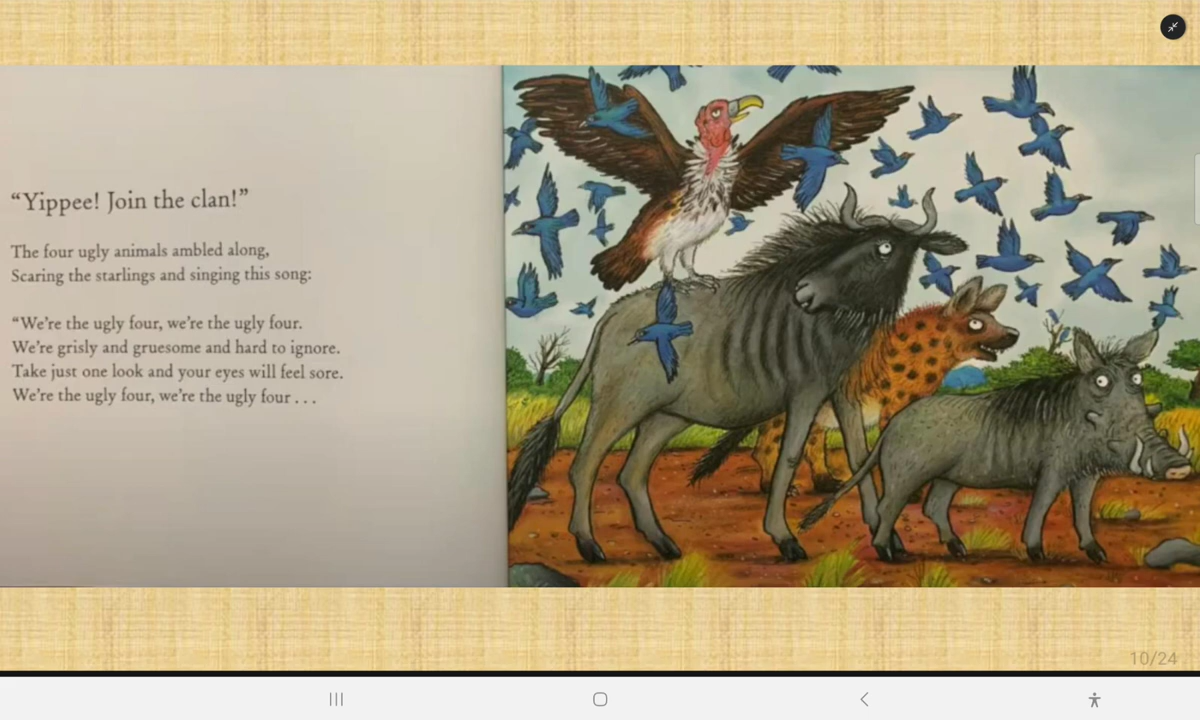 “Yippee! Join the clan!”
The four ugly animals ambled along,
Scaring the starlings and singing this song:
“We’re the ugly four, we’re the ugly four.
We’re grisly and gruesome and hard to ignore.
Take just one look and your eyes will feel sore.
We’re the ugly four, we’re the ugly four . . .
10/24